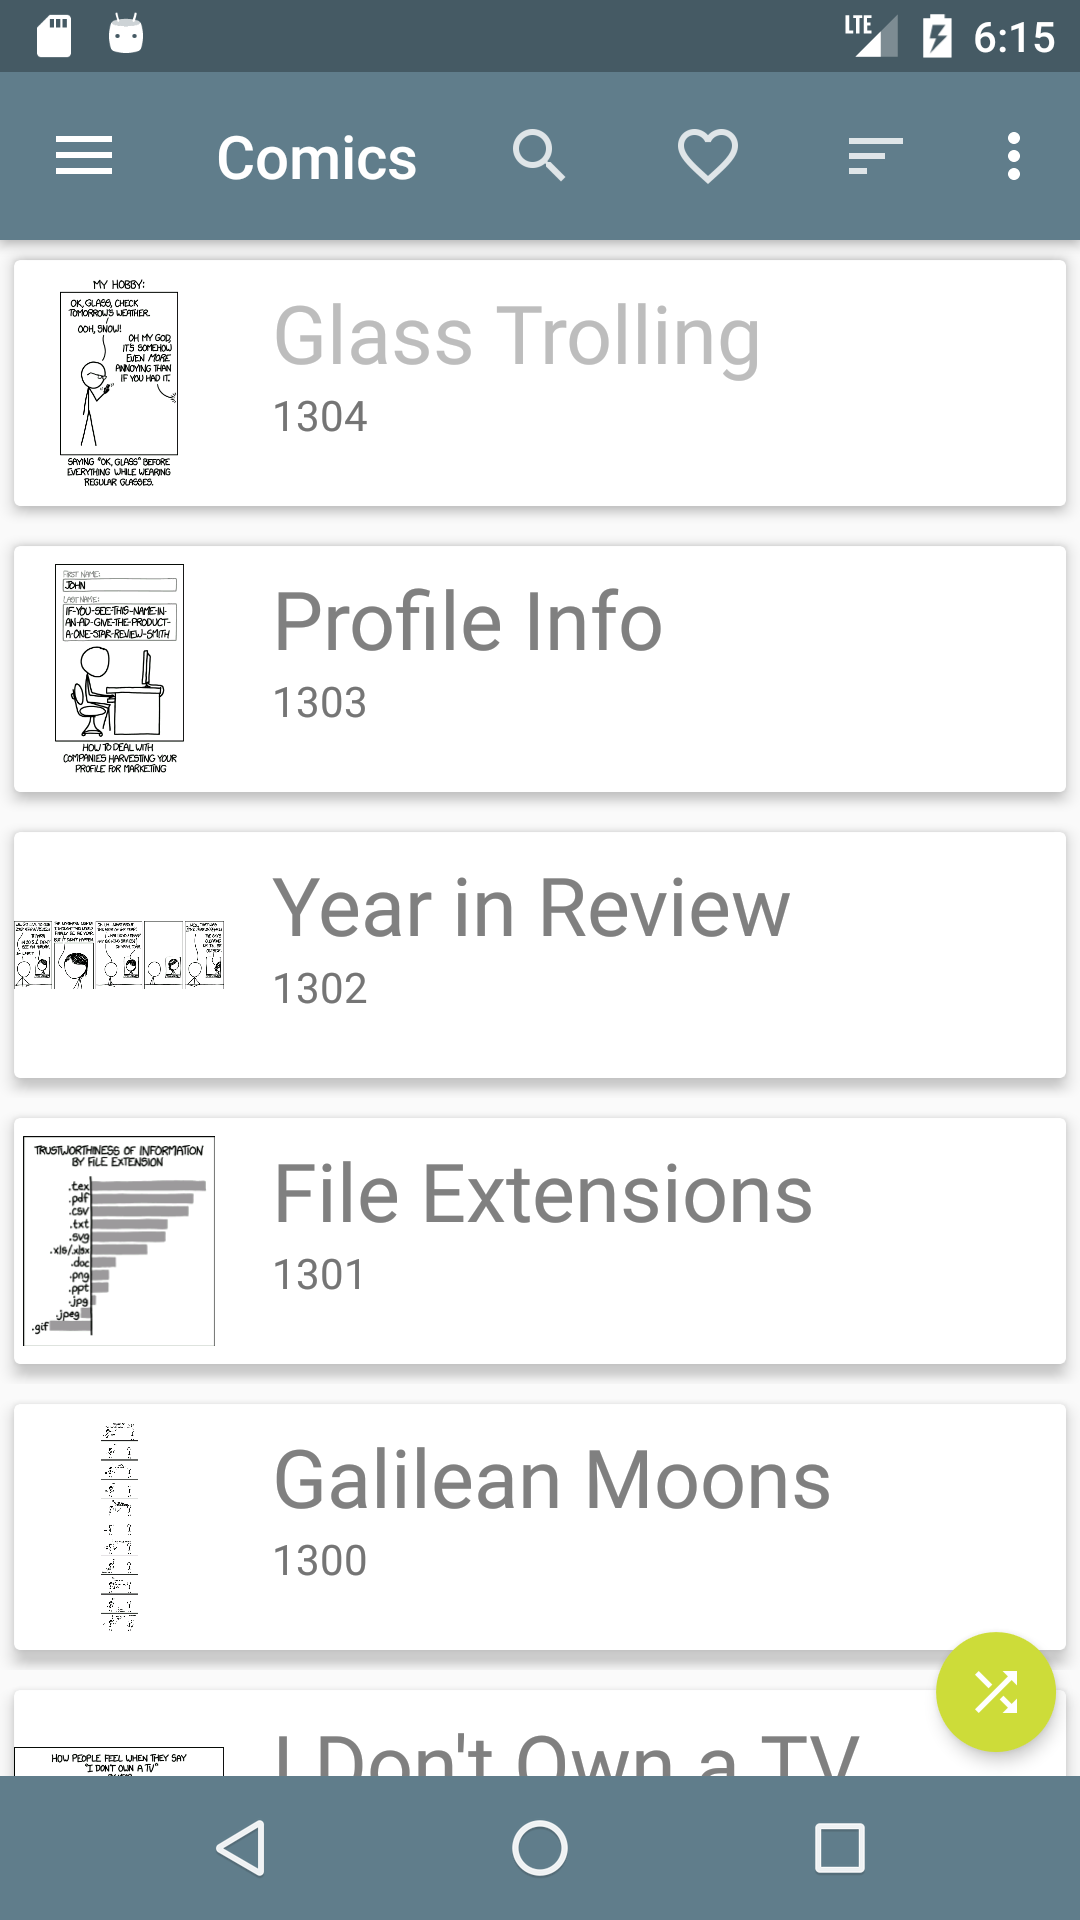 LTE 6:15
Comics
MY HOBBY:
OK, GLASS, CHECK
TOMORROW'S WEATHER.
OOH, SNOW!
OH MY GOD,
IT'S SOMEHOW
EVEN MORE
ANNOYING THAN
IF YOU HAD IT.
SAYING "OK, GLASS" BEFORE
EVERYTHING WHILE WEARING
REGULAR GLASSES.
Glass Trolling
1304
FIRST NAME:
JOHN
LAST NAME:
IF-YOU-SEE-THIS-NAME-IN-
AN-AD-GIVE-THE-PRODUCT-
A-ONE-STAR-REVIEW-SMITH
HOW TO DEAL WITH
COMPANIES HARVESTING YOUR
PROFILE FOR MARKETING
Profile Info
1303
Year in Review
1302
TRUSTWORTHINESS OF INFORMATION
BY FILE EXTENSION
.tex
.pdf
.csv
.txt
.svg
.xls/.xlsx
.doc
.png
.ppt
.jpg
.jpeg
.gif
File Extensions
1301
Galilean Moons
1300
HOW PEOPLE FEEL WHEN THEY SAY
"I DON'T OWN A TV"
I Don't Own a TV